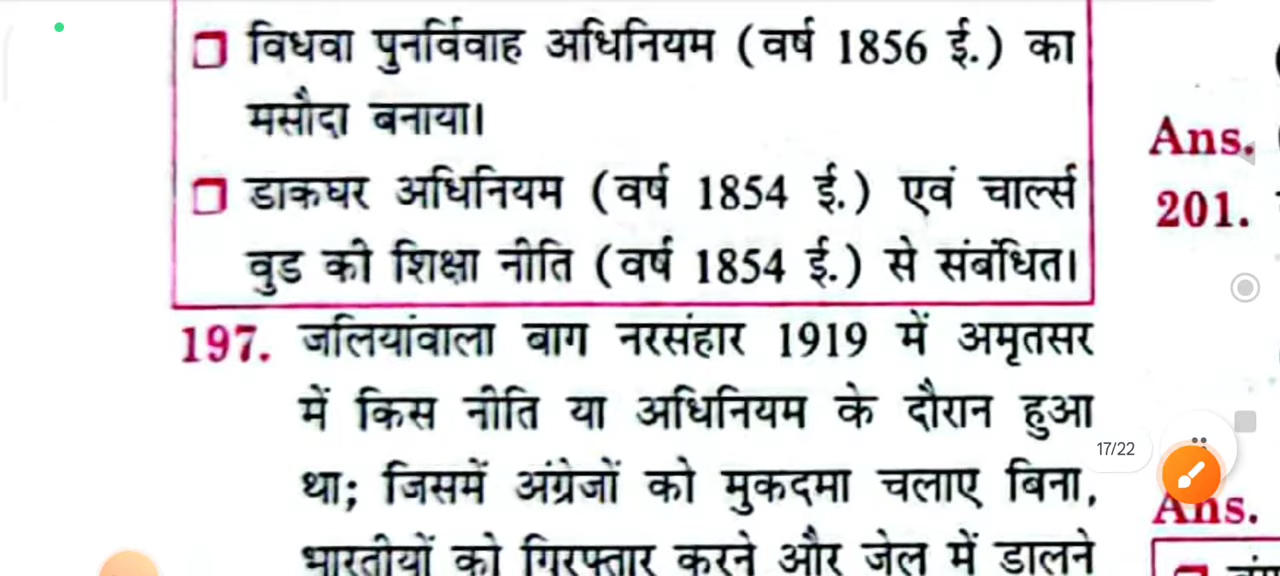 विधवा पुनर्विवाह अधिनियम (वर्ष 1856 ई.) का
मसौदा बनाया।
डाकघर अधिनियम (वर्ष 1854 ई.) एवं चार्ल्स
वुड की शिक्षा नीति (वर्ष 1854 ई.) से संबंधित।
197. जलियांवाला बाग नरसंहार 1919 में अमृतसर
में किस नीति या अधिनियम के दौरान हुआ
था; जिसमें अंग्रेजों को मुकदमा चलाए बिना,
भारतीयों को गिरफ्तार करने और जेल में डालने
Ans.
201.
17/22
Ans.